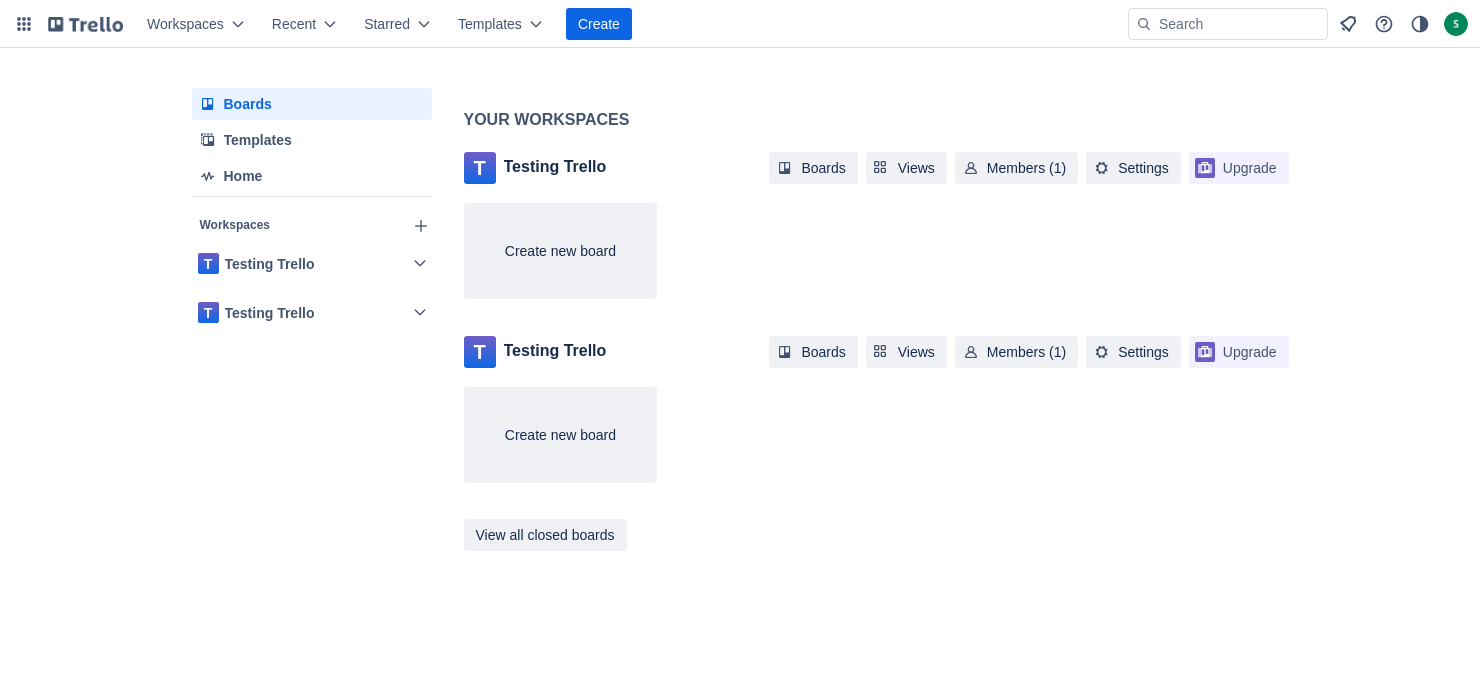 Trello
Workspaces
Recent
Starred
Templates
Create
Search
S
Boards
Templates
Home
Workspaces
T Testing Trello
T Testing Trello
YOUR WORKSPACES
T Testing Trello
Boards
Views
Members (1)
Settings
Upgrade
Create new board
T Testing Trello
Boards
Views
Members (1)
Settings
Upgrade
Create new board
View all closed boards